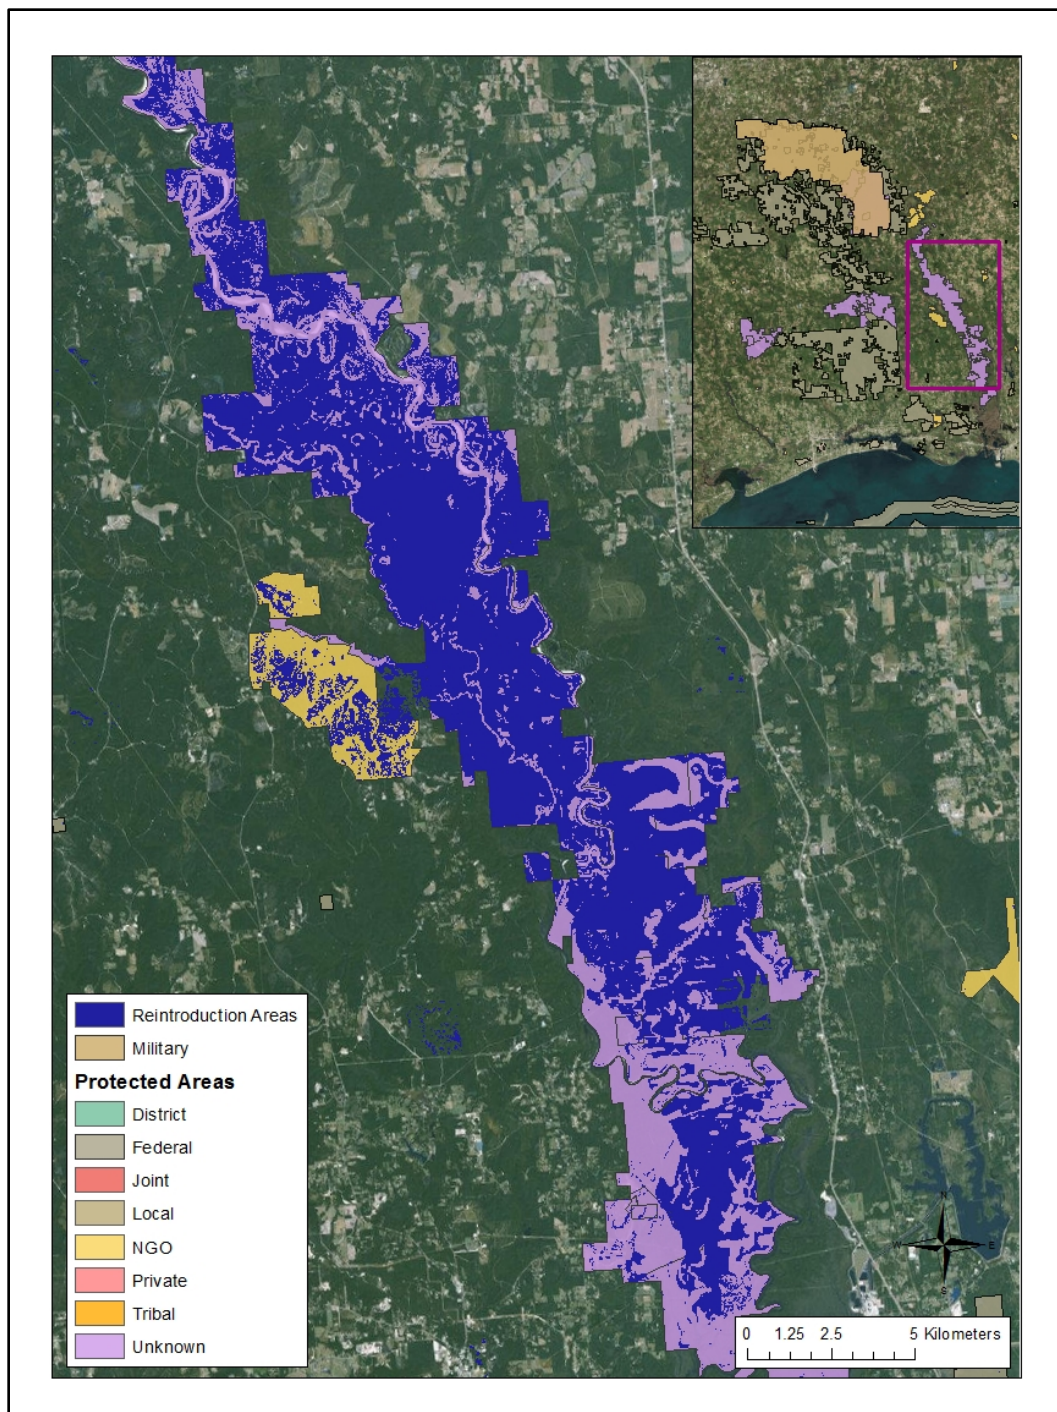 Reintroduction Areas
Military
Protected Areas
District
Federal
Joint
Local
NGO
Private
Tribal
Unknown
N
W
E
S
0 1.25 2.5 5 Kilometers